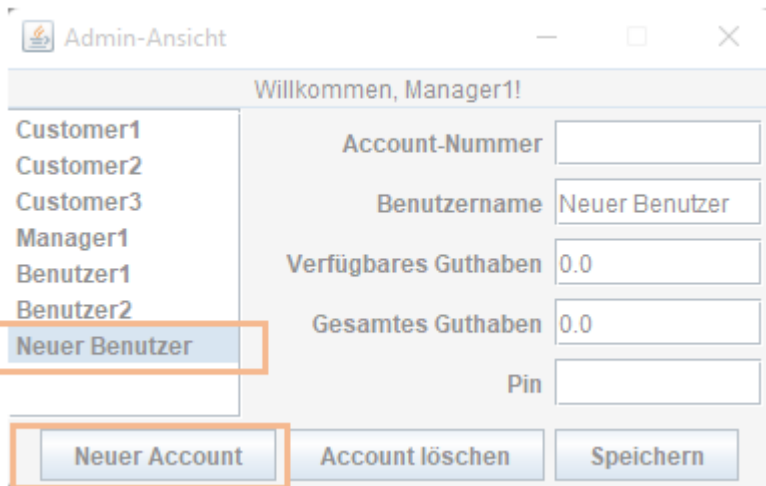 Admin-Ansicht
Willkommen, Manager1!
Customer1
Customer2
Customer3
Manager1
Benutzer1
Benutzer2
Neuer Benutzer
Account-Nummer
Benutzername Neuer Benutzer
Verfügbares Guthaben 0.0
Gesamtes Guthaben 0.0
Pin
Neuer Account Account löschen Speichern